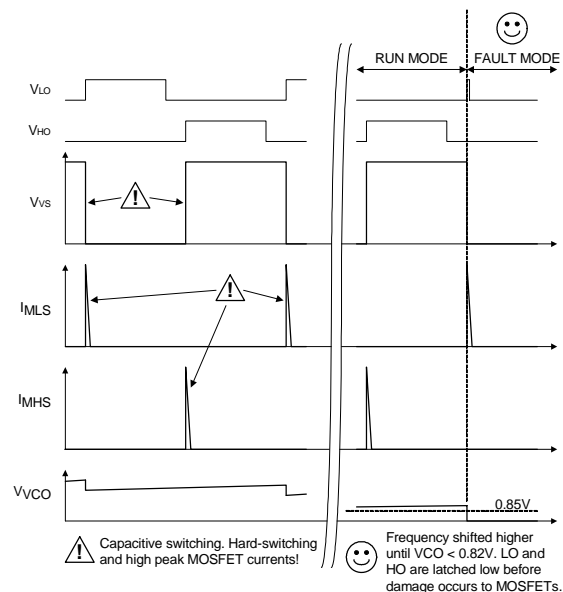 RUN MODE FAULT MODE
VLO
VHO
VVS
!
IMLS
!
IMHS
VVCO
0.85V
! Capacitive switching. Hard-switching
and high peak MOSFET currents!
Frequency shifted higher
until VCO < 0.82V. LO and
HO are latched low before
damage occurs to MOSFETs.